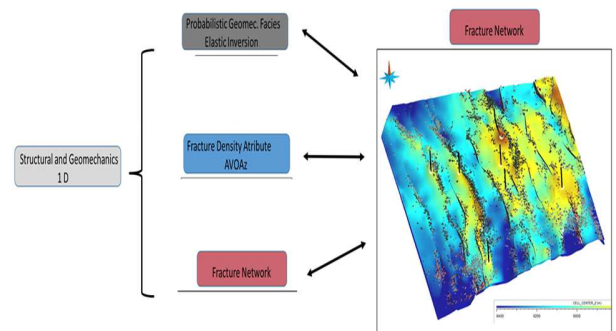 Probabilistic Geomec. Facies
Elastic Inversion
Fracture Network
Structural and Geomechanics
1 D
Fracture Density Atribute
AVOAz
Fracture Network